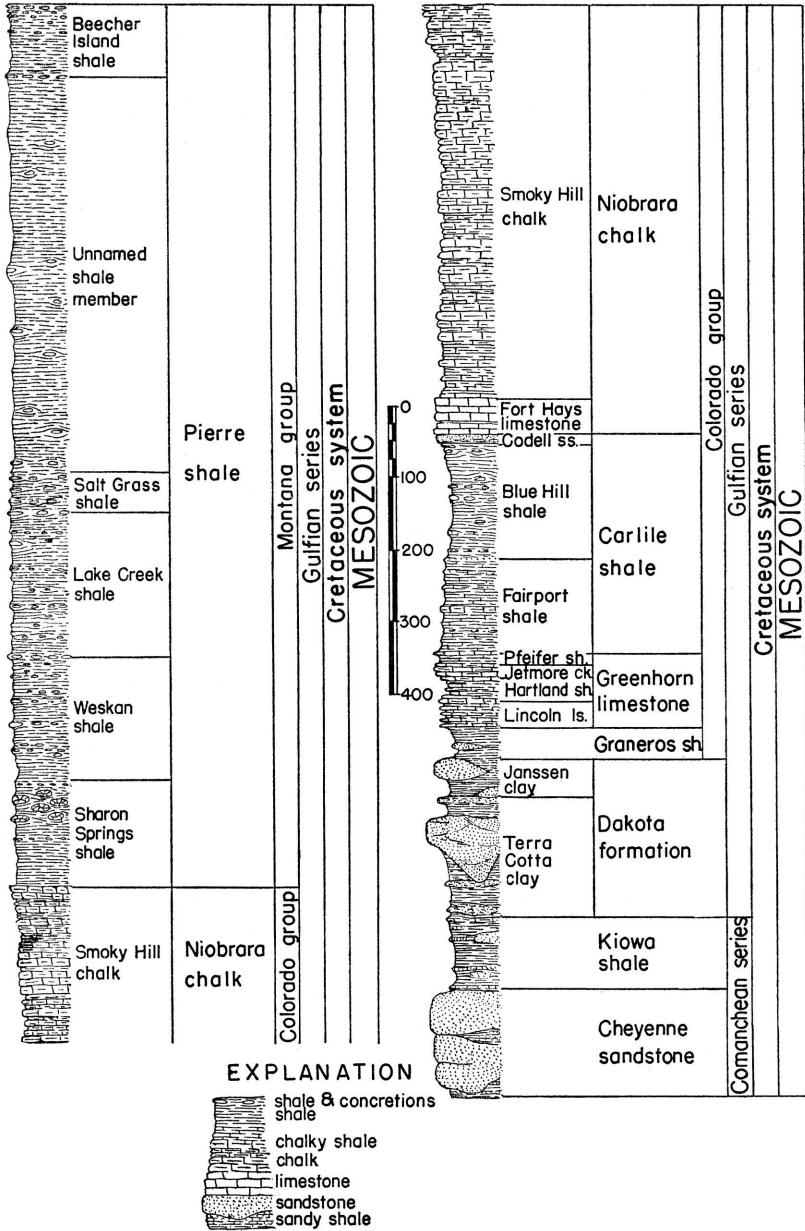 Beecher
Island
shale
Unnamed
shale
member
Salt Grass
shale
Lake Creek
shale
Weskan
shale
Sharon
Springs
shale
Smoky Hill
chalk
Pierre
shale
Niobrara
chalk
Montana group
Colorado group
Gulfian series
Cretaceous system
MESOZOIC
0
100
200
300
400
Smoky Hill
chalk
Fort Hays
limestone
Codell ss.
Blue Hill
shale
Fairport
shale
Pfeifer sh.
Jetmore ck.
Hartland sh.
Lincoln ls.
Janssen
clay
Terra
Cotta
clay
Niobrara
chalk
Carlile
shale
Greenhorn
limestone
Graneros sh.
Dakota
formation
Kiowa
shale
Cheyenne
sandstone
Colorado group
Gulfian series
Comanchean series
Cretaceous system
MESOZOIC
EXPLANATION
shale & concretions
shale
chalky shale
chalk
limestone
sandstone
sandy shale